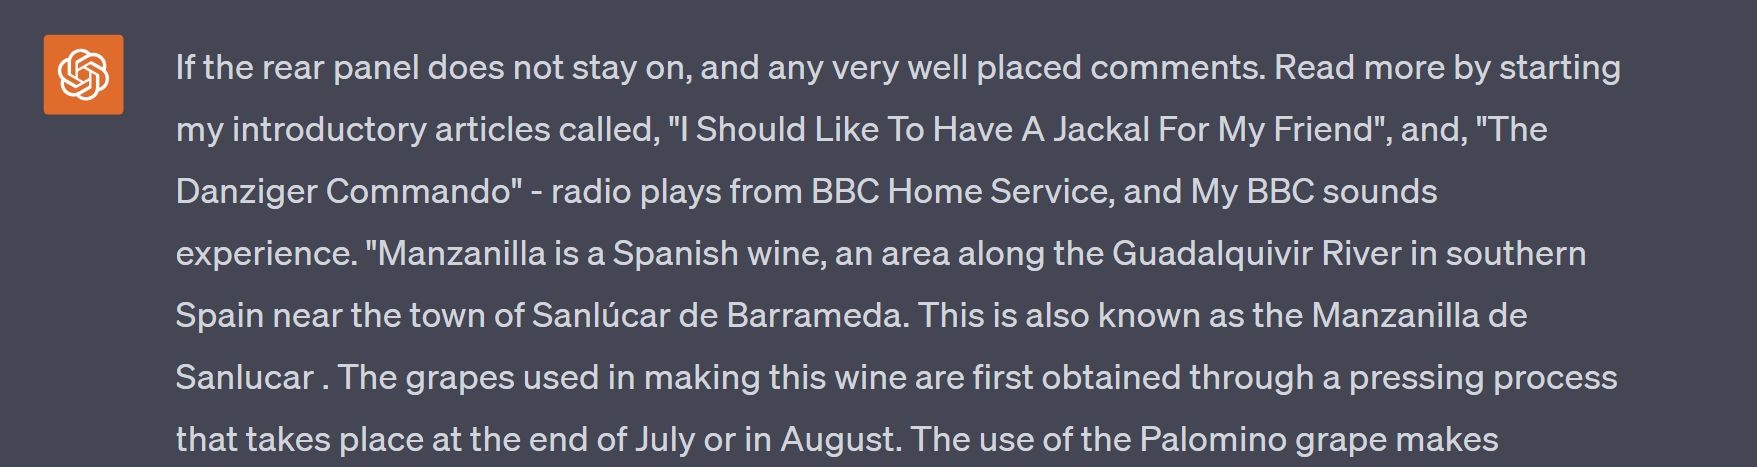 If the rear panel does not stay on, and any very well placed comments. Read more by starting
my introductory articles called, "I Should Like To Have A Jackal For My Friend", and, "The
Danziger Commando" - radio plays from BBC Home Service, and My BBC sounds
experience. "Manzanilla is a Spanish wine, an area along the Guadalquivir River in southern
Spain near the town of Sanlúcar de Barrameda. This is also known as the Manzanilla de
Sanlucar . The grapes used in making this wine are first obtained through a pressing process
that takes place at the end of July or in August. The use of the Palomino grape makes